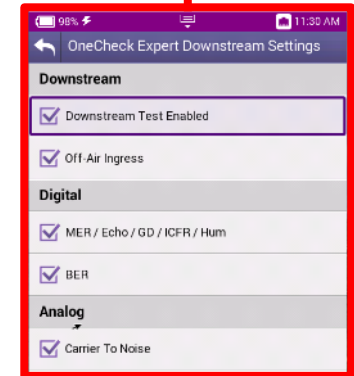 98% 11:30 AM
OneCheck Expert Downstream Settings
Downstream
Downstream Test Enabled
Off-Air Ingress
Digital
MER / Echo / GD / ICFR / Hum
BER
Analog
Carrier To Noise